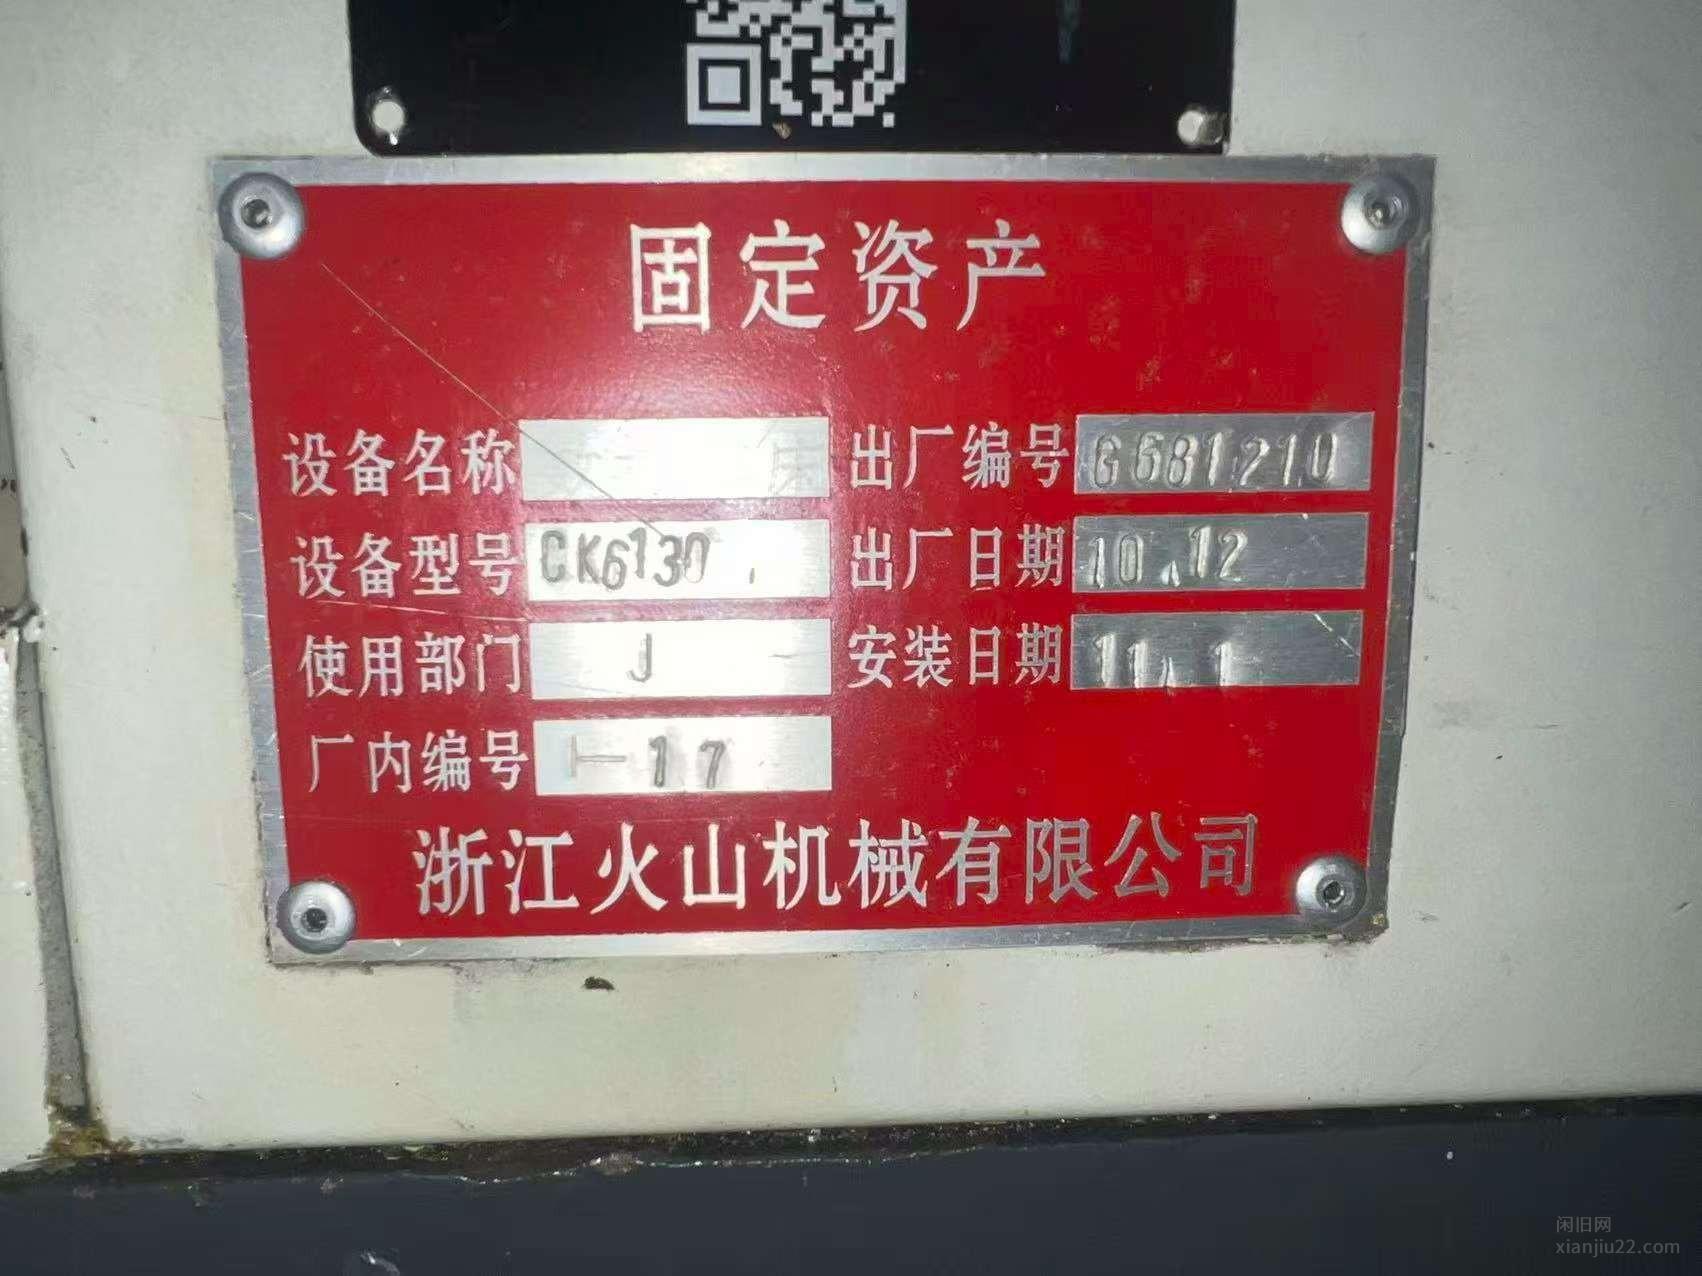 固定资产
设备名称 出厂编号 G681210
设备型号 CK6130 出厂日期 10.12
使用部门 J 安装日期 11.1
厂内编号 17
浙江火山机械有限公司
闲旧网
xianjiu22.com